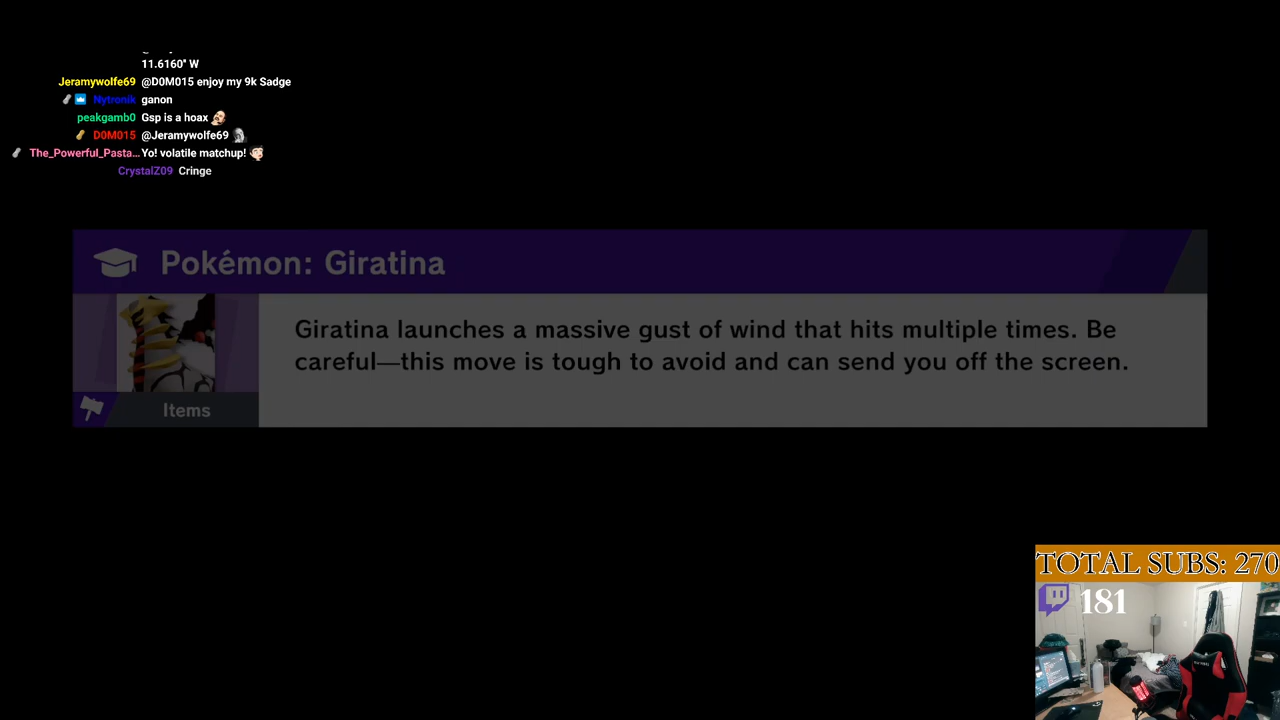 11.6160" W
Jeramywolfe69 @D0M015 enjoy my 9k Sadge
Nytronik ganon
peakgamb0 Gsp is a hoax
D0M015 @Jeramywolfe69
The_Powerful_Pasta... Yo! volatile matchup!
CrystalZ09 Cringe
Pokémon: Giratina
Giratina launches a massive gust of wind that hits multiple times. Be
careful—this move is tough to avoid and can send you off the screen.
Items
TOTAL SUBS: 270
181